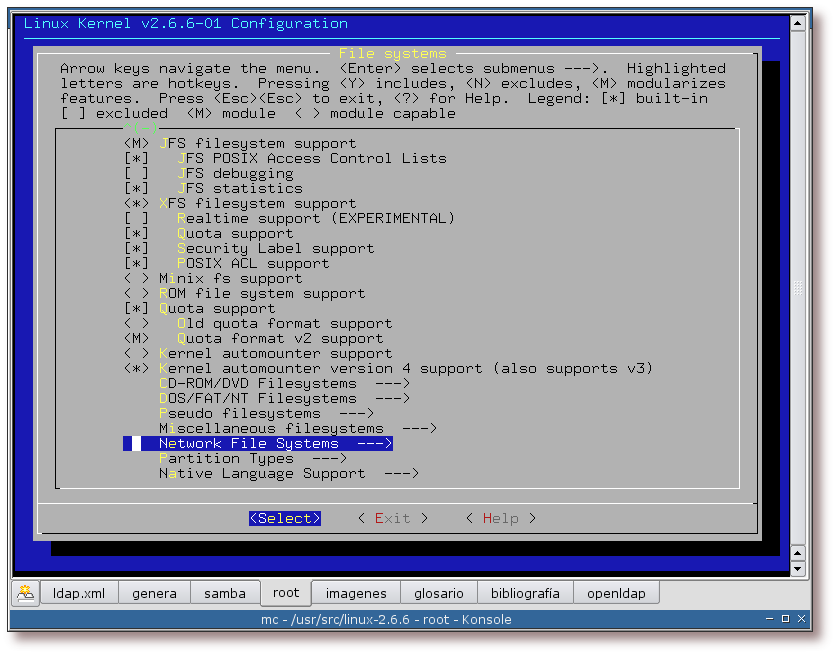 Linux Kernel v2.6.6-01 Configuration
File systems
Arrow keys navigate the menu.  <Enter> selects submenus --->.  Highlighted
letters are hotkeys.  Pressing <Y> includes, <N> excludes, <M> modularizes
features.  Press <Esc><Esc> to exit, <?> for Help.  Legend: [*] built-in
[ ] excluded  <M> module  < > module capable
<M> JFS filesystem support
[*]   JFS POSIX Access Control Lists
[ ]   JFS debugging
[*]   JFS statistics
<*> XFS filesystem support
[ ]   Realtime support (EXPERIMENTAL)
[*]   Quota support
[*]   Security Label support
[*]   POSIX ACL support
< > Minix fs support
< > ROM file system support
[*] Quota support
< >   Old quota format support
<M>   Quota format v2 support
< > Kernel automounter support
<*> Kernel automounter version 4 support (also supports v3)
CD-ROM/DVD Filesystems  --->
DOS/FAT/NT Filesystems  --->
Pseudo filesystems  --->
Miscellaneous filesystems  --->
Network File Systems  --->
Partition Types  --->
Native Language Support  --->
<Select>    < Exit >    < Help >
ldap.xml genera samba root imagenes glosario bibliografía openldap
mc - /usr/src/linux-2.6.6 - root - Konsole